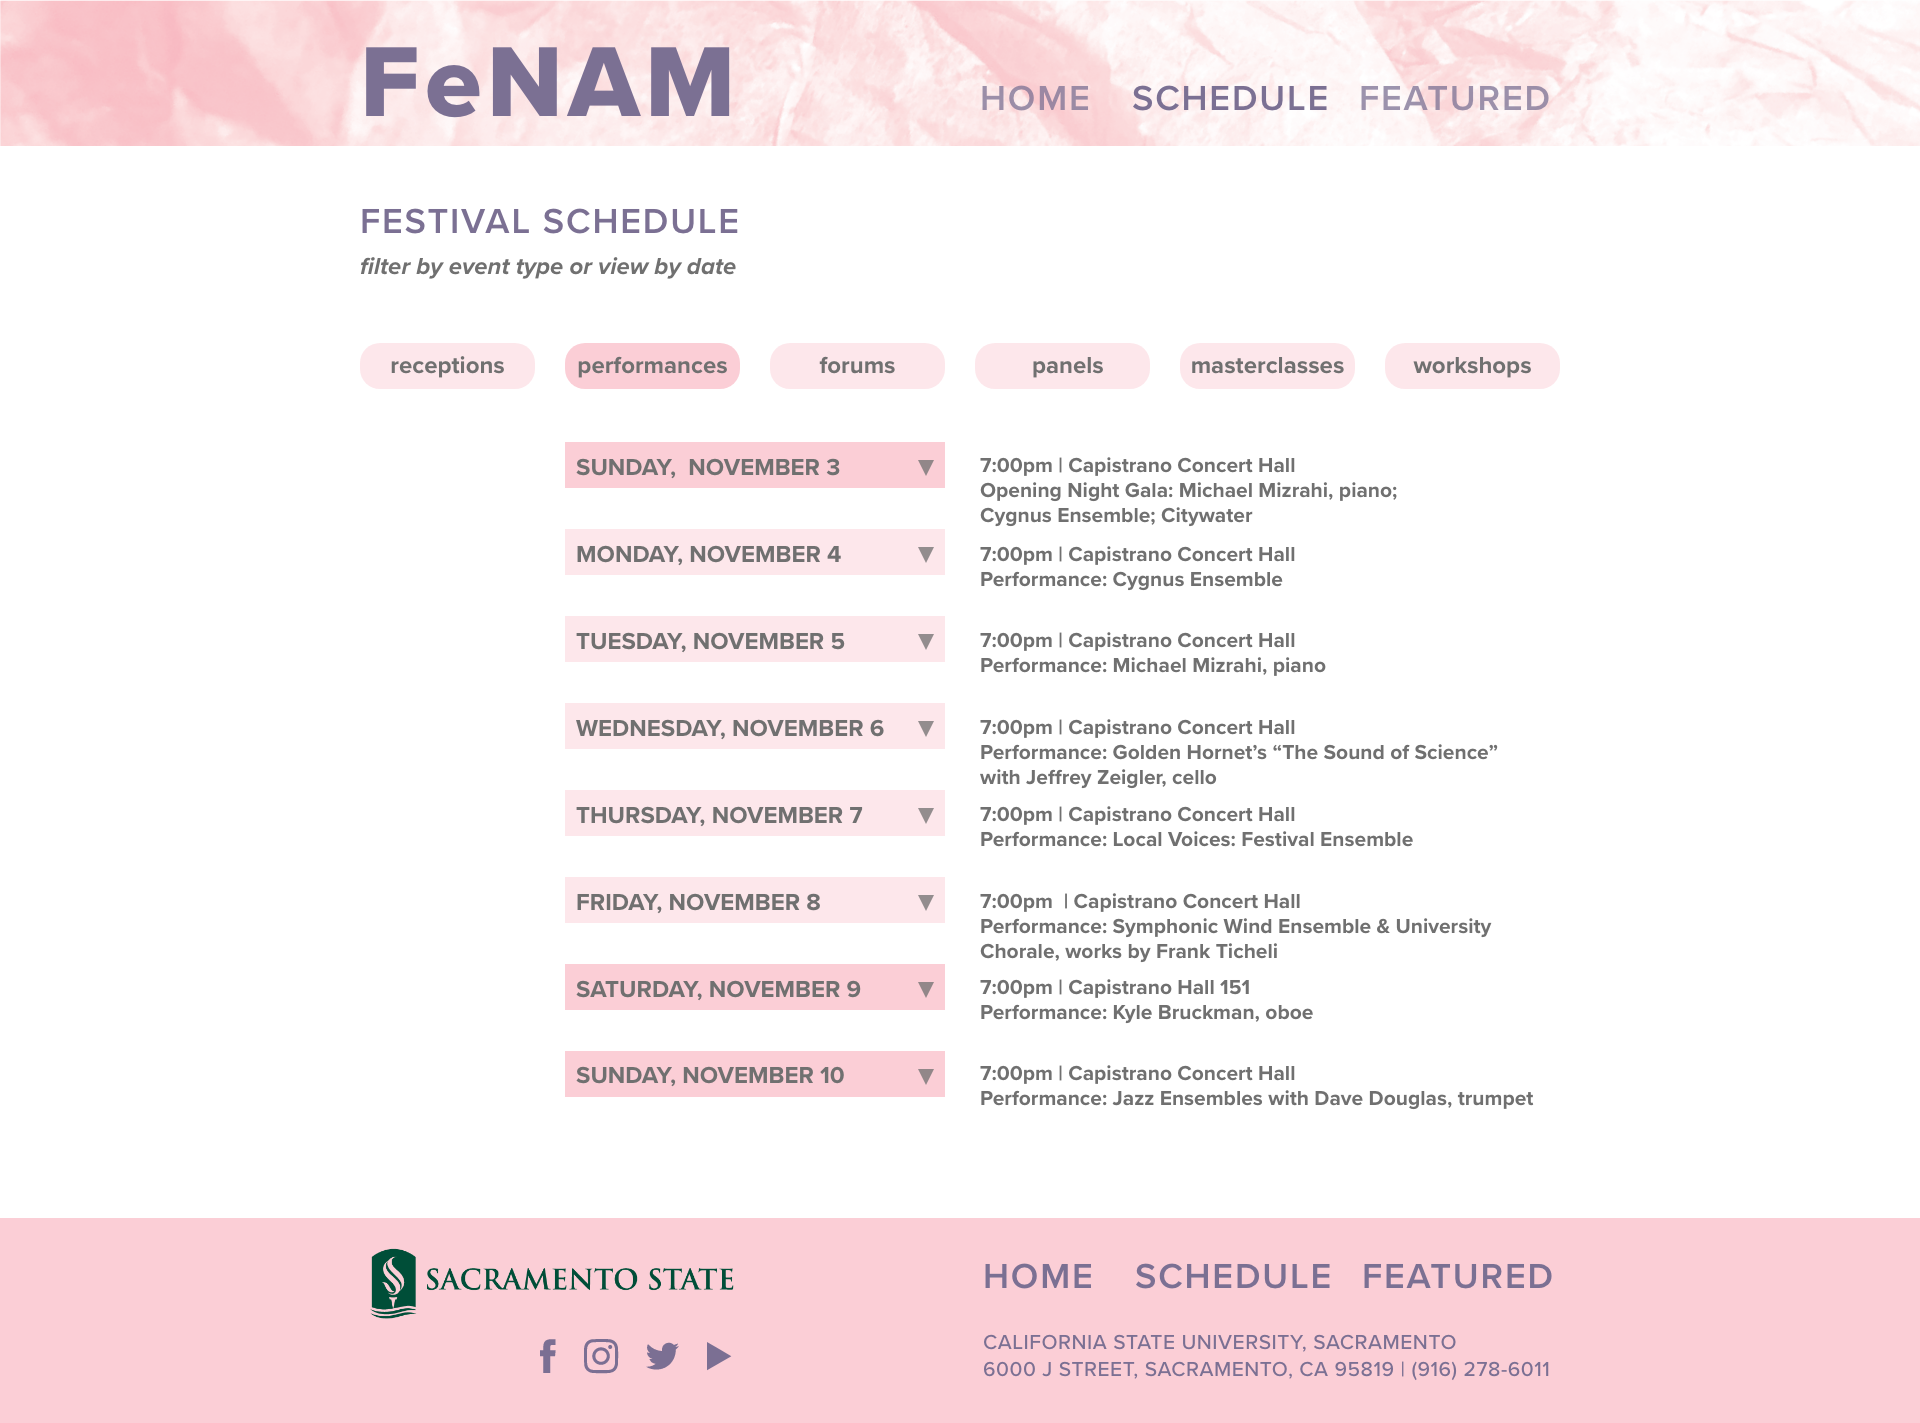 FeNAM
HOME SCHEDULE FEATURED
FESTIVAL SCHEDULE
filter by event type or view by date
receptions performances forums panels masterclasses workshops
SUNDAY, NOVEMBER 3
7:00pm | Capistrano Concert Hall
Opening Night Gala: Michael Mizrahi, piano;
Cygnus Ensemble; Citywater
MONDAY, NOVEMBER 4
7:00pm | Capistrano Concert Hall
Performance: Cygnus Ensemble
TUESDAY, NOVEMBER 5
7:00pm | Capistrano Concert Hall
Performance: Michael Mizrahi, piano
WEDNESDAY, NOVEMBER 6
7:00pm | Capistrano Concert Hall
Performance: Golden Hornet’s “The Sound of Science”
with Jeffrey Zeigler, cello
THURSDAY, NOVEMBER 7
7:00pm | Capistrano Concert Hall
Performance: Local Voices: Festival Ensemble
FRIDAY, NOVEMBER 8
7:00pm | Capistrano Concert Hall
Performance: Symphonic Wind Ensemble & University
Chorale, works by Frank Ticheli
SATURDAY, NOVEMBER 9
7:00pm | Capistrano Hall 151
Performance: Kyle Bruckman, oboe
SUNDAY, NOVEMBER 10
7:00pm | Capistrano Concert Hall
Performance: Jazz Ensembles with Dave Douglas, trumpet
SACRAMENTO STATE
HOME SCHEDULE FEATURED
CALIFORNIA STATE UNIVERSITY, SACRAMENTO
6000 J STREET, SACRAMENTO, CA 95819 | (916) 278-6011